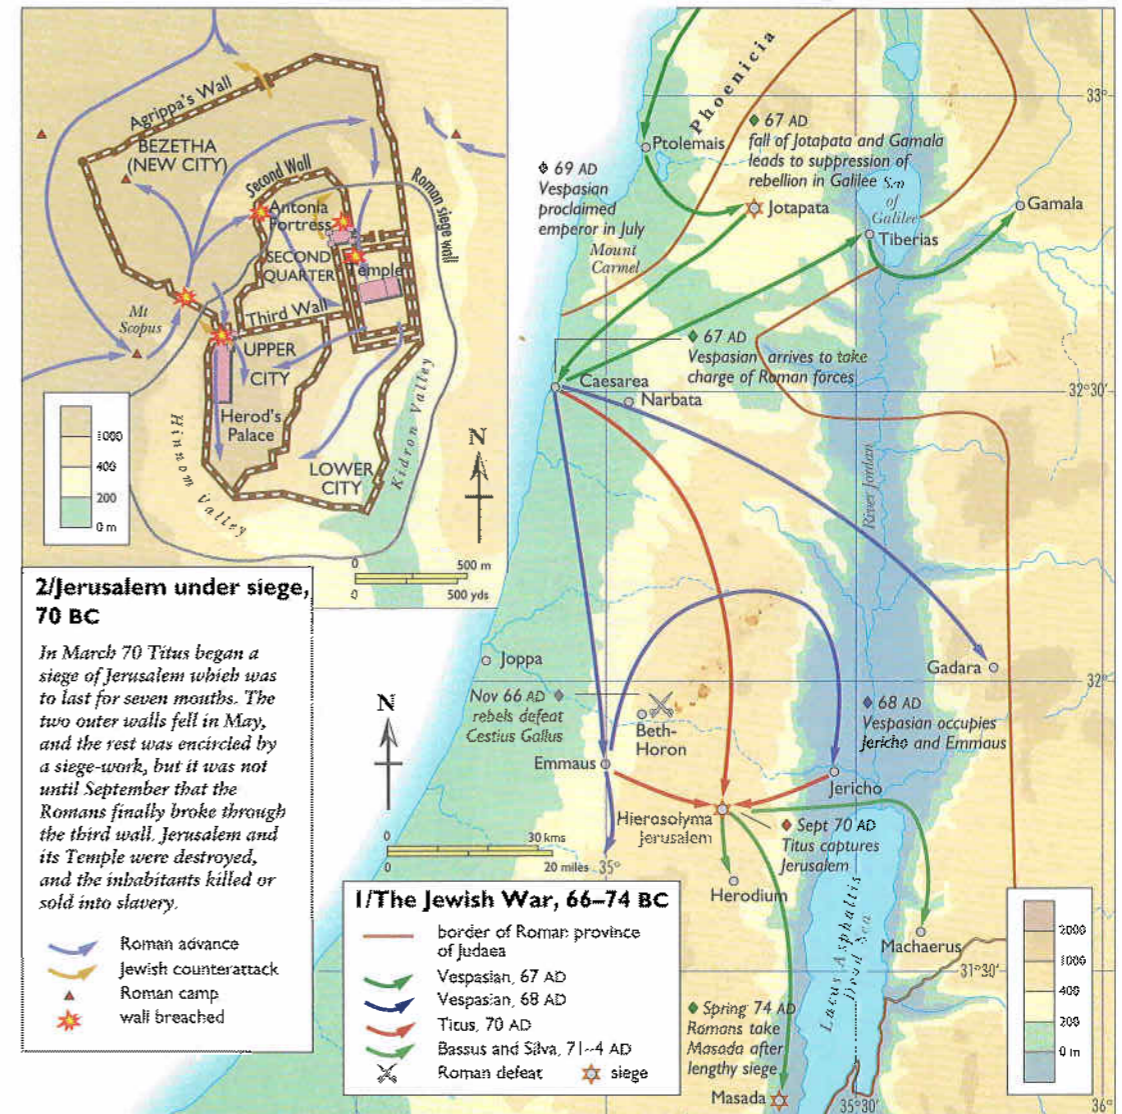 Agrippa's Wall
BEZETHA
(NEW CITY)
Second Wall
Antonia
Fortress
Roman siege wall
SECOND
QUARTER
Temple
Third Wall
Mt
Scopus
UPPER
CITY
Herod's
Palace
LOWER
CITY
Hinnom Valley
Kidron Valley
N
1000
400
200
0 m
0
500 m
0
500 yds
2/Jerusalem under siege,
70 BC
In March 70 Titus began a
siege of Jerusalem which was
to last for seven mouths. The
two outer walls fell in May,
and the rest was encircled by
a siege-work, but it was not
until September that the
Romans finally broke through
the third wall. Jerusalem and
its Temple were destroyed,
and the inhabitants killed or
sold into slavery.
Roman advance
Jewish counterattack
Roman camp
wall breached
Phoenicia
33°
Ptolemais
67 AD
fall of Jotapata and Gamala
leads to suppression of
rebellion in Galilee
Sea
of
Galilee
69 AD
Vespasian
proclaimed
emperor in July
Jotapata
Gamala
Tiberias
Mount
Carmel
67 AD
Vespasian arrives to take
charge of Roman forces
Caesarea
Narbata
32°30'
River Jordan
Joppa
Gadara
32°
Nov 66 AD
rebels defeat
Cestius Gallus
Beth-
Horon
68 AD
Vespasian occupies
Jericho and Emmaus
N
Emmaus
Jericho
Hierosolyma
Jerusalem
Sept 70 AD
Titus captures
Jerusalem
0
30 kms
0
20 miles
35°
Herodium
Machaerus
Lacus Asphaltis
Dead Sea
31°30'
Spring 74 AD
Romans take
Masada after
lengthy siege
Masada
35°30'
36°
2000
1000
400
200
0 m
1/The Jewish War, 66–74 BC
border of Roman province
of Judaea
Vespasian, 67 AD
Vespasian, 68 AD
Titus, 70 AD
Bassus and Silva, 71–4 AD
Roman defeat
siege